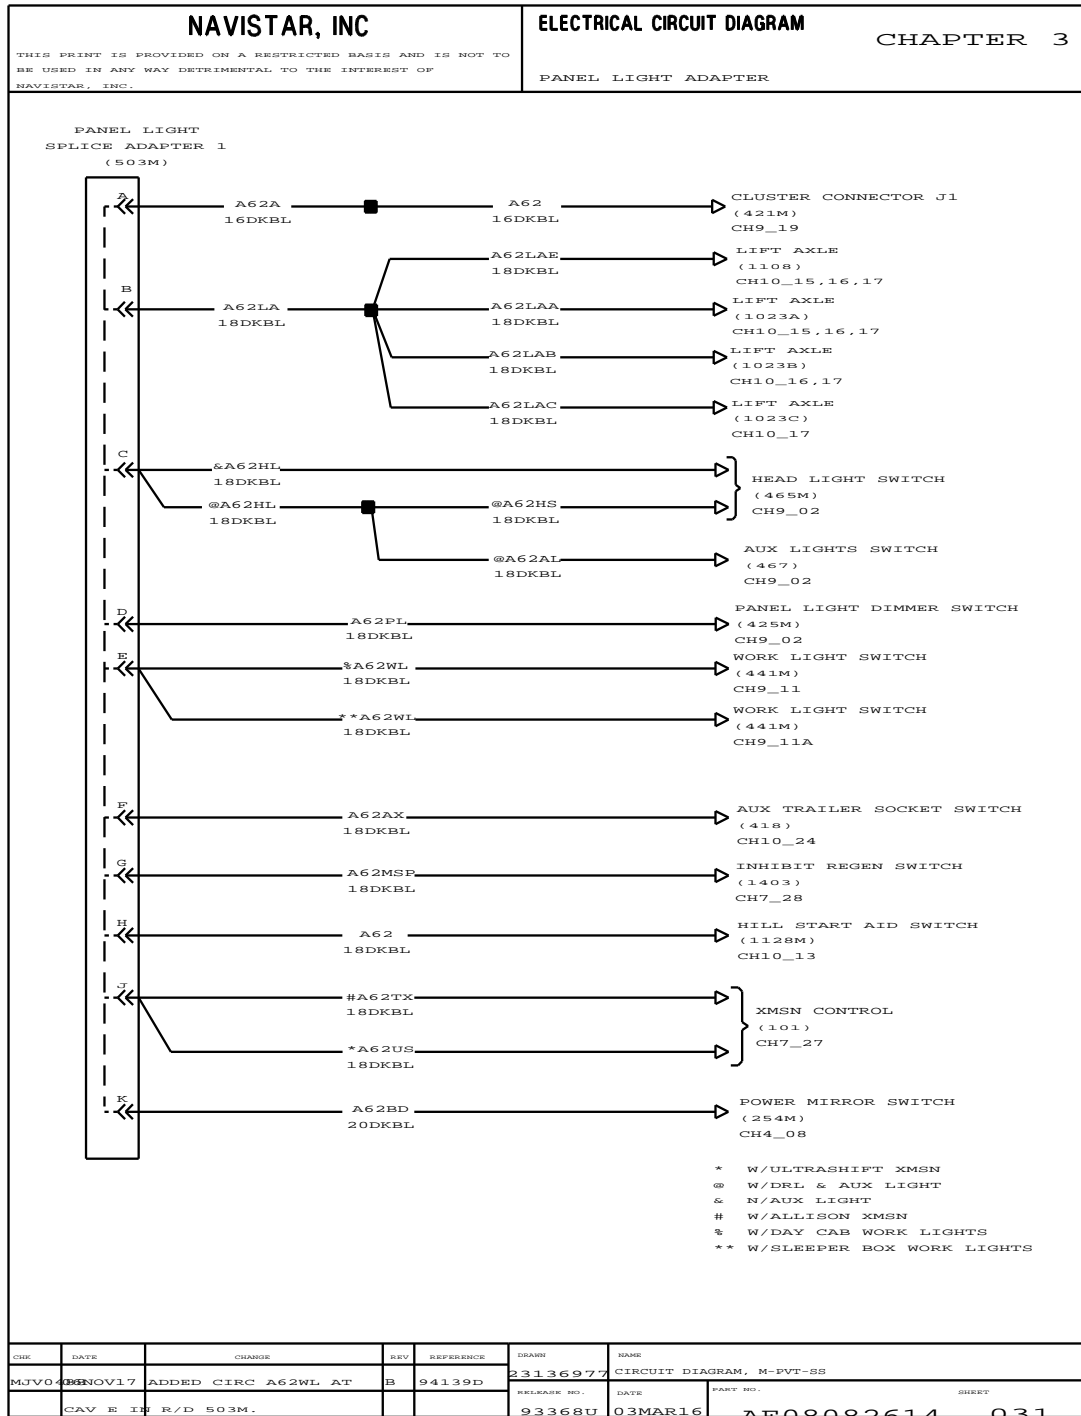 NAVISTAR, INC
THIS PRINT IS PROVIDED ON A RESTRICTED BASIS AND IS NOT TO
BE USED IN ANY WAY DETRIMENTAL TO THE INTEREST OF
NAVISTAR, INC.
ELECTRICAL CIRCUIT DIAGRAM
CHAPTER 3
PANEL LIGHT ADAPTER
PANEL LIGHT
SPLICE ADAPTER 1
(503M)
A
A62A
16DKBL
A62
16DKBL
CLUSTER CONNECTOR J1
(421M)
CH9_19
A62LAE
18DKBL
LIFT AXLE
(1108)
CH10_15,16,17
B
A62LA
18DKBL
A62LAA
18DKBL
LIFT AXLE
(1023A)
CH10_15,16,17
A62LAB
18DKBL
LIFT AXLE
(1023B)
CH10_16,17
A62LAC
18DKBL
LIFT AXLE
(1023C)
CH10_17
C
&A62HL
18DKBL
@A62HL
18DKBL
@A62HS
18DKBL
HEAD LIGHT SWITCH
(465M)
CH9_02
@A62AL
18DKBL
AUX LIGHTS SWITCH
(467)
CH9_02
D
A62PL
18DKBL
PANEL LIGHT DIMMER SWITCH
(425M)
CH9_02
E
%A62WL
18DKBL
WORK LIGHT SWITCH
(441M)
CH9_11
**A62WL
18DKBL
WORK LIGHT SWITCH
(441M)
CH9_11A
F
A62AX
18DKBL
AUX TRAILER SOCKET SWITCH
(418)
CH10_24
G
A62MSP
18DKBL
INHIBIT REGEN SWITCH
(1403)
CH7_28
H
A62
18DKBL
HILL START AID SWITCH
(1128M)
CH10_13
J
#A62TX
18DKBL
*A62US
18DKBL
XMSN CONTROL
(101)
CH7_27
K
A62BD
20DKBL
POWER MIRROR SWITCH
(254M)
CH4_08
* W/ULTRASHIFT XMSN
@ W/DRL & AUX LIGHT
& N/AUX LIGHT
# W/ALLISON XMSN
% W/DAY CAB WORK LIGHTS
** W/SLEEPER BOX WORK LIGHTS
CHK DATE CHANGE REV REFERENCE
ADDED CIRC A62WL AT B 94139D
CAV E IN R/D 503M.
DRAWN
23136977
NAME
CIRCUIT DIAGRAM, M-PVT-SS
RELEASE NO.
93368U
DATE
03MAR16
PART NO.
AE08082614
SHEET
031